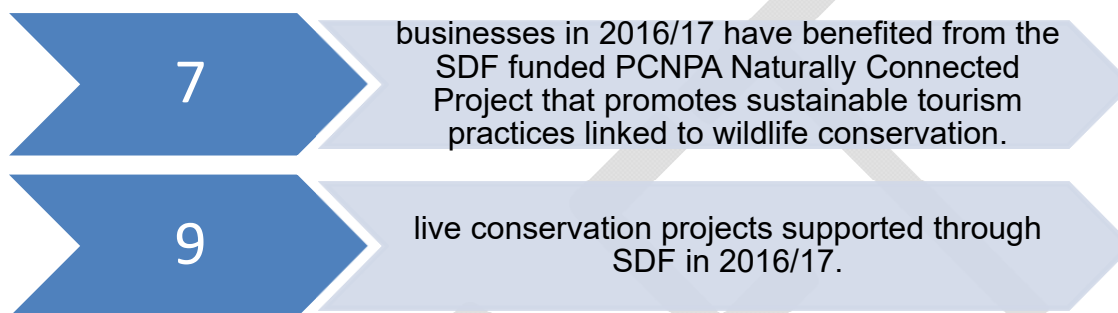 7
businesses in 2016/17 have benefited from the
SDF funded PCNPA Naturally Connected
Project that promotes sustainable tourism
practices linked to wildlife conservation.
9
live conservation projects supported through
SDF in 2016/17.